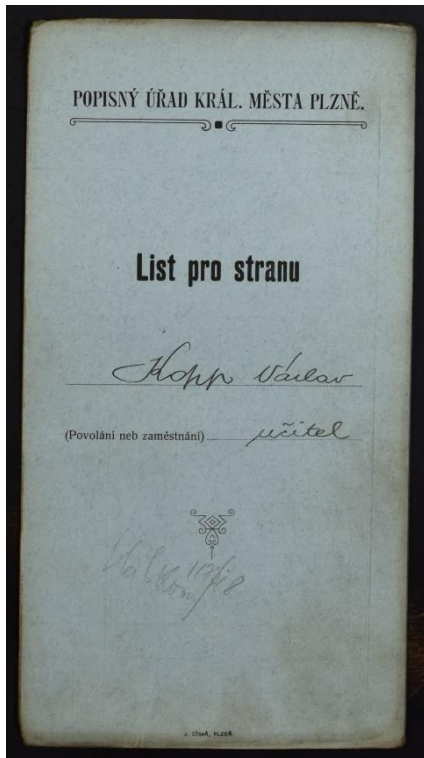 POPISNÝ ÚŘAD KRÁL. MĚSTA PLZNĚ.
List pro stranu
Kopp Václav
(Povolání neb zaměstnání) učitel
J. CÍSAŘ, PLZEŇ.